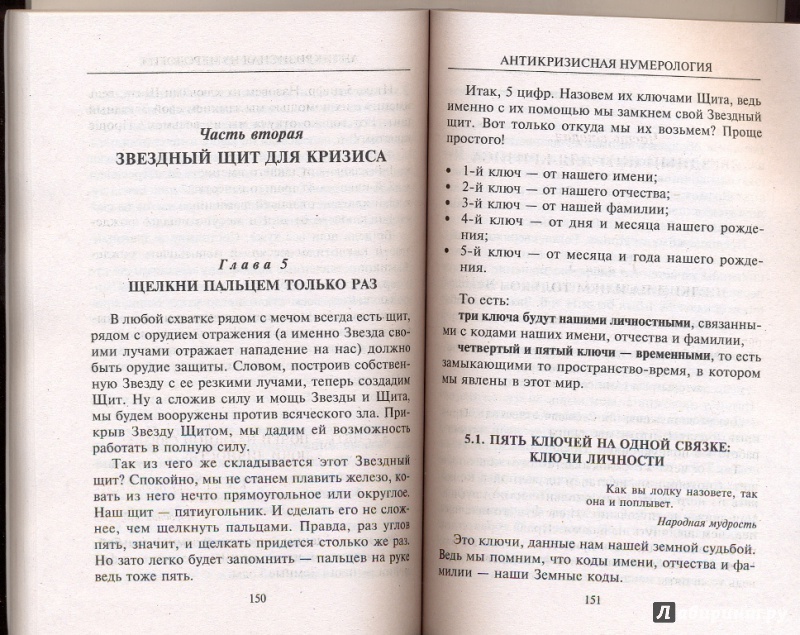 Часть вторая
ЗВЕЗДНЫЙ ЩИТ ДЛЯ КРИЗИСА
Глава 5
ЩЕЛКНИ ПАЛЬЦЕМ ТОЛЬКО РАЗ
В любой схватке рядом с мечом всегда есть щит,
рядом с орудием отражения (а именно Звезда сво-
ими лучами отражает нападение на нас) должно
быть орудие защиты. Словом, построив собствен-
ную Звезду с ее резкими лучами, теперь создадим
Щит. Ну а сложив силу и мощь Звезды и Щита,
мы будем вооружены против всяческого зла. При-
крыв Звезду Щитом, мы дадим ей возможность
работать в полную силу.
Так из чего же складывается этот Звездный
щит? Спокойно, мы не станем плавить железо, ко-
вать из него нечто прямоугольное или округлое.
Наш щит — пятиугольник. И сделать его не слож-
нее, чем щелкнуть пальцами. Правда, раз углов
пять, значит, и щелкать придется столько же раз.
Но зато легко будет запомнить — пальцев на руке
ведь тоже пять.
150
АНТИКРИЗИСНАЯ НУМЕРОЛОГИЯ
Итак, 5 цифр. Назовем их ключами Щита, ведь
именно с их помощью мы замкнем свой Звездный
щит. Вот только откуда мы их возьмем? Проще
простого!
• 1-й ключ — от нашего имени;
• 2-й ключ — от нашего отчества;
• 3-й ключ — от нашей фамилии;
• 4-й ключ — от дня и месяца нашего рожде-
ния;
• 5-й ключ — от месяца и года нашего рожде-
ния.
То есть:
три ключа будут нашими личностными, связанны-
ми с кодами наших имени, отчества и фамилии,
четвертый и пятый ключи — временными, то есть
замыкающими то пространство-время, в котором
мы явлены в этот мир.
5.1. ПЯТЬ КЛЮЧЕЙ НА ОДНОЙ СВЯЗКЕ:
КЛЮЧИ ЛИЧНОСТИ
Как вы лодку назовете, так
она и поплывет.
Народная мудрость
Это ключи, данные нам нашей земной судьбой.
Ведь мы помним, что коды имени, отчества и фа-
милии — наши Земные коды.
151
Лабиринт.ру